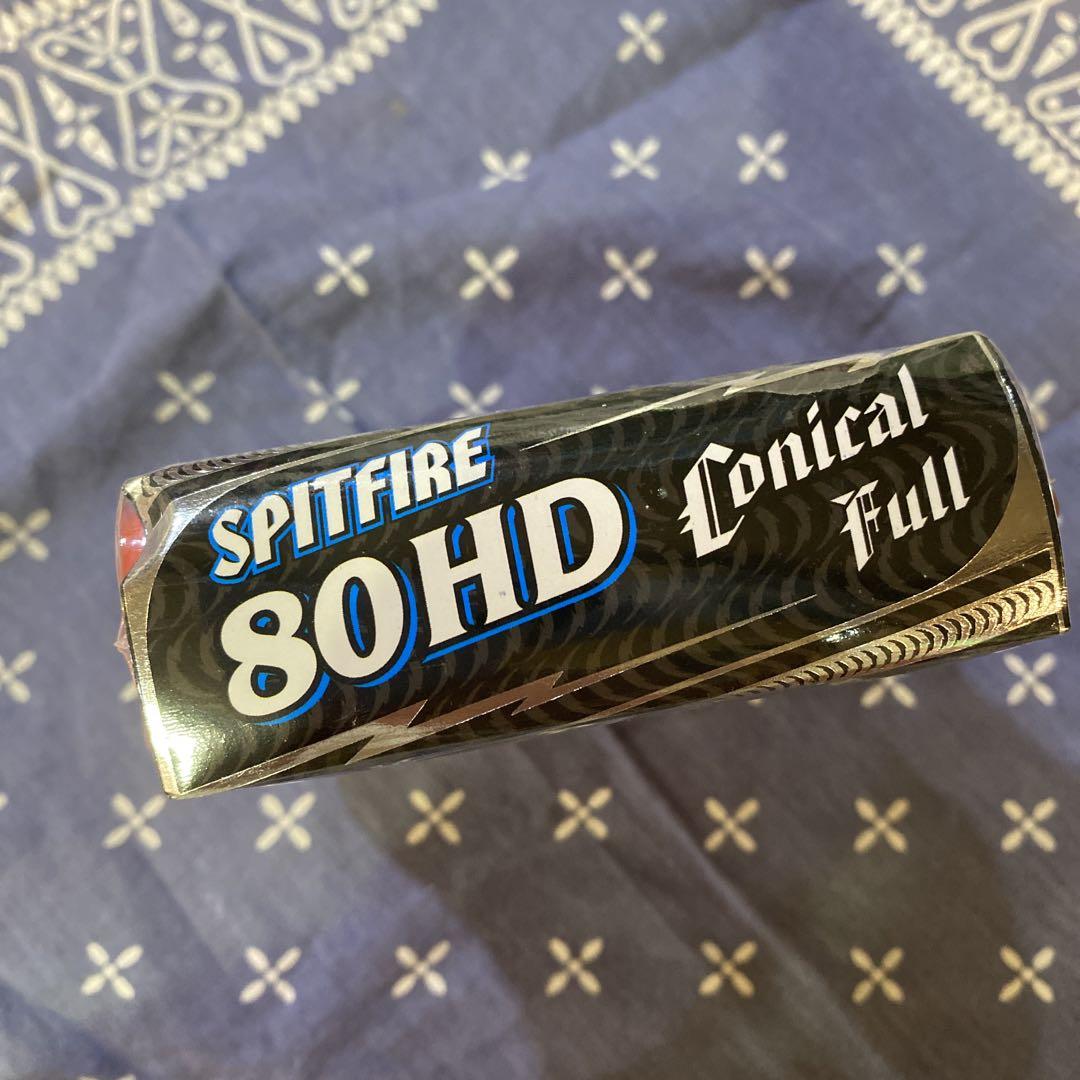 SPITFIRE
80HD
Conical
Full